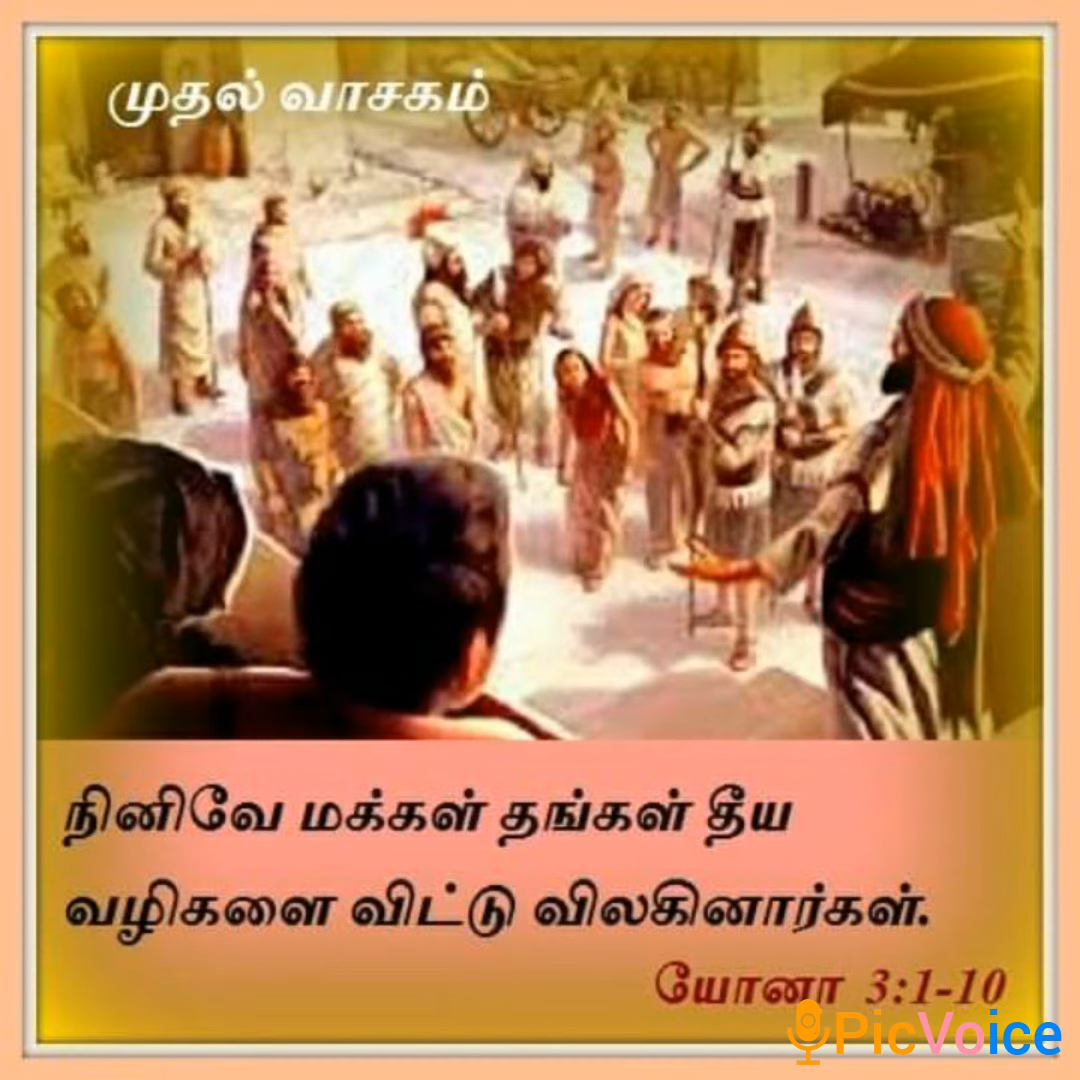 முதல் வாசகம்
நினிவே மக்கள் தங்கள் தீய
வழிகளை விட்டு விலகினார்கள்.
யோனா 3:1-10
PicVoice